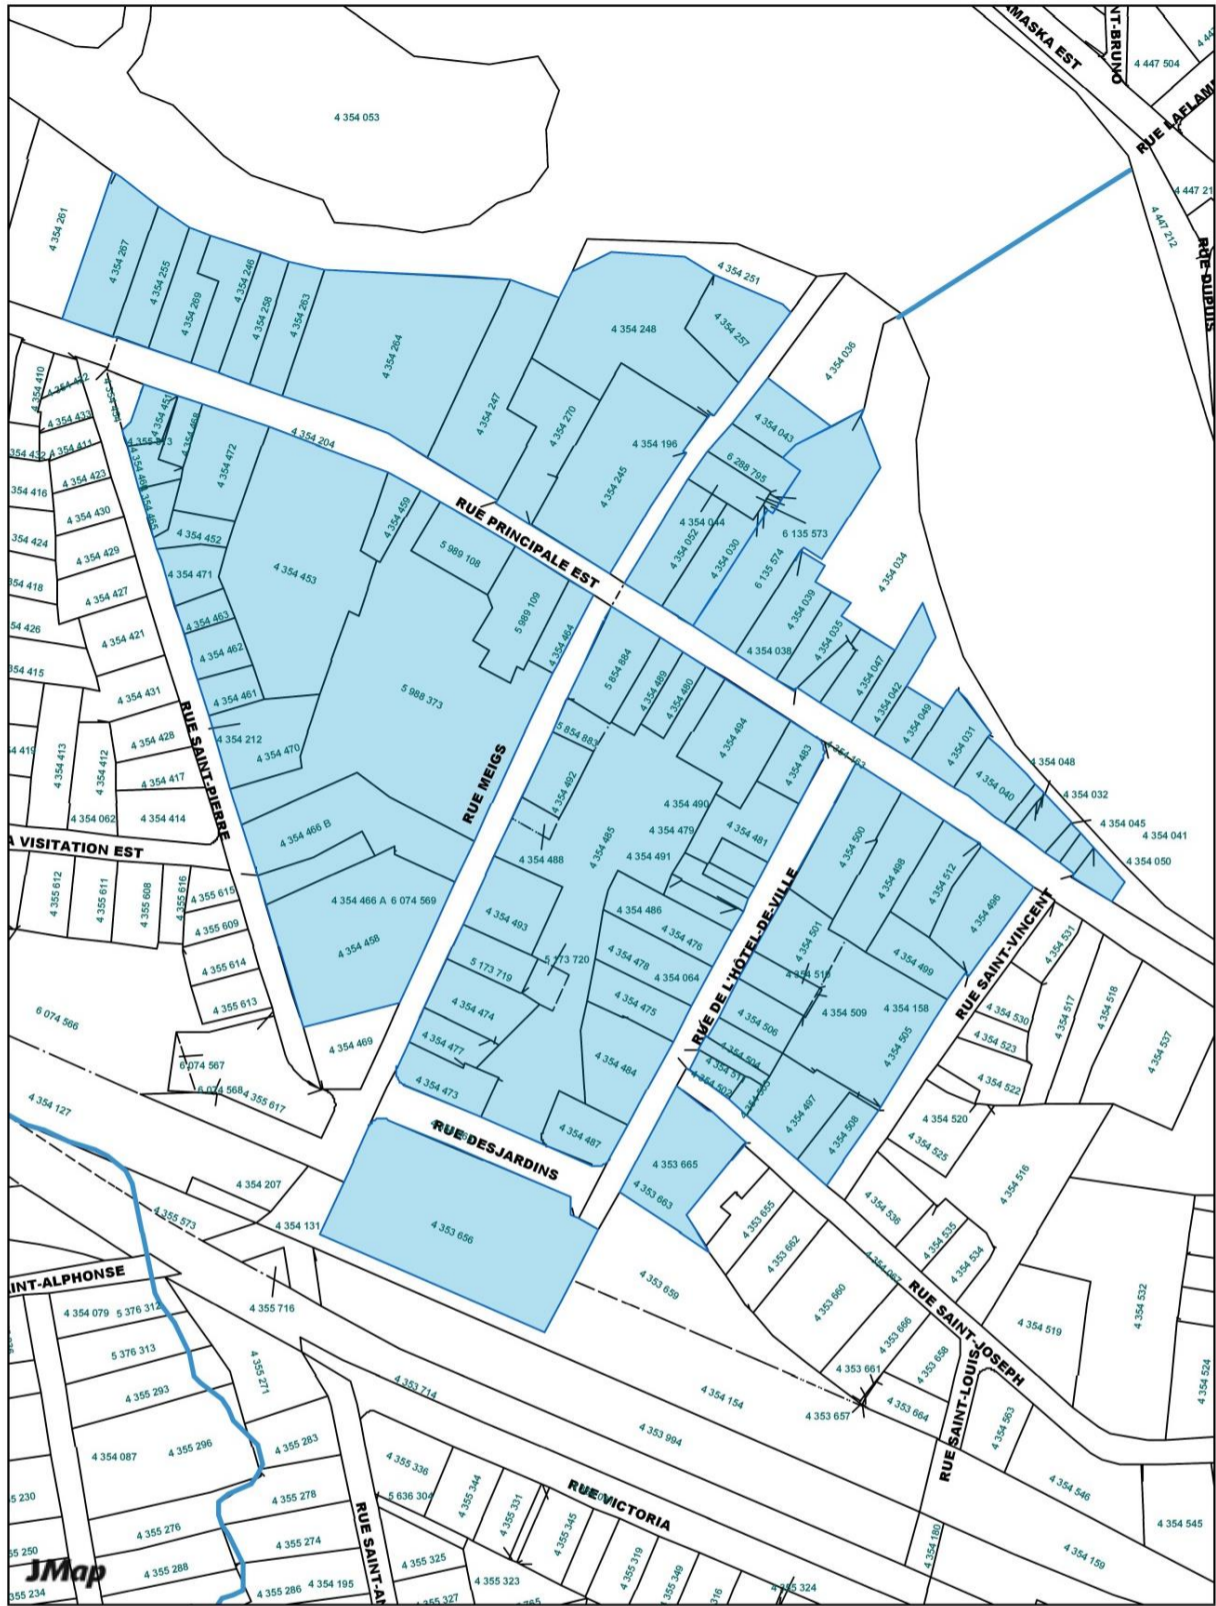 AMASKA EST
NT-BRUNO
4 447 504
RUE LAFLAM
4 354 053
4 447 21
4 447 212
RUE DUPUIS
4 354 261
4 354 267
4 354 255
4 354 269
4 354 246
4 354 258
4 354 263
4 354 264
4 354 251
4 354 248
4 354 257
4 354 036
4 354 247
4 354 270
4 354 196
4 354 245
4 354 043
6 288 795
4 354 410
4 354 422
4 354 433
4 354 411
4 354 423
354 416
4 354 430
354 424
4 354 429
354 418
4 354 427
54 426
4 354 421
354 415
4 354 431
4 354 428
4 354 417
4 354 414
4 354 413
4 354 412
4 354 062
4 354 204
4 354 472
4 354 452
4 354 471
4 354 453
4 354 463
4 354 462
4 354 461
4 354 212
4 354 470
4 354 459
5 989 108
5 989 109
4 354 464
5 988 373
RUE PRINCIPALE EST
4 354 044
4 354 052
4 354 030
6 135 573
6 135 574
4 354 034
4 354 039
4 354 035
4 354 038
4 354 047
4 354 042
4 354 049
4 354 031
4 354 040
4 354 048
4 354 032
4 354 045
4 354 041
4 354 050
5 854 884
4 354 489
4 354 480
4 354 494
4 354 483
4 354 163
5 854 883
4 354 492
4 354 490
4 354 479
4 354 481
4 354 485
4 354 491
4 354 488
RUE MEIGS
RUE SAINT-PIERRE
A VISITATION EST
4 354 466 B
4 354 466 A
6 074 569
4 354 458
4 355 612
4 355 611
4 355 608
4 355 616
4 355 615
4 355 609
4 355 614
4 355 613
4 354 493
4 354 486
4 354 476
4 354 478
4 354 064
4 354 475
4 354 484
5 173 720
5 173 719
4 354 474
4 354 477
4 354 473
4 354 487
RUE DE L'HÔTEL-DE-VILLE
4 354 500
4 354 498
4 354 512
4 354 496
4 354 501
4 354 499
4 354 509
4 354 158
4 354 506
4 354 504
4 354 505
4 354 497
4 354 508
RUE SAINT-VINCENT
4 354 531
4 354 517
4 354 518
4 354 530
4 354 523
4 354 522
4 354 537
4 354 520
4 354 525
4 354 516
6 074 566
6 074 567
6 074 568
4 355 617
4 354 469
4 354 127
RUE DESJARDINS
4 353 656
4 353 665
4 353 663
4 353 655
4 353 662
4 353 659
4 353 660
4 353 666
4 353 658
4 353 661
4 353 657
4 353 664
4 354 536
4 354 535
4 354 534
4 354 067
RUE SAINT-JOSEPH
RUE SAINT-LOUIS
4 354 519
4 354 532
4 354 524
4 354 563
4 354 546
4 354 545
4 354 159
4 354 180
4 354 207
4 355 573
4 354 131
INT-ALPHONSE
4 354 079
5 376 312
5 376 313
4 355 293
4 354 087
4 355 296
4 355 716
4 355 271
4 355 283
4 355 278
4 355 276
4 355 274
4 355 288
4 355 286
4 354 195
4 353 714
4 354 154
4 353 994
4 355 336
5 636 304
4 355 344
4 355 331
4 355 345
4 355 319
4 355 349
316
4 355 324
RUE VICTORIA
RUE SAINT-AN
4 355 325
4 355 323
355 327
765
5 230
5 250
355 234
JMap